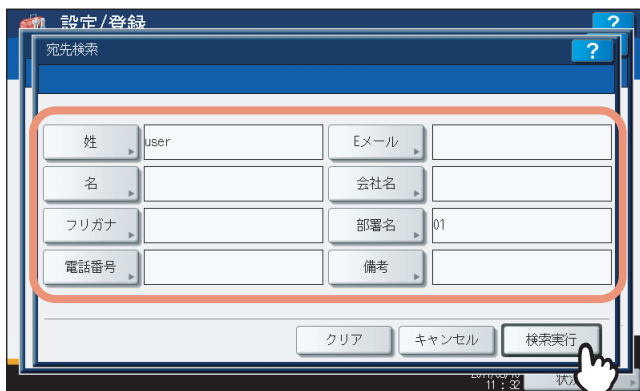 設定/登録 ?
宛先検索 ?
姓 user Eメール
名 会社名
フリガナ 部署名 01
電話番号 備考
クリア キャンセル 検索実行
11 : 32